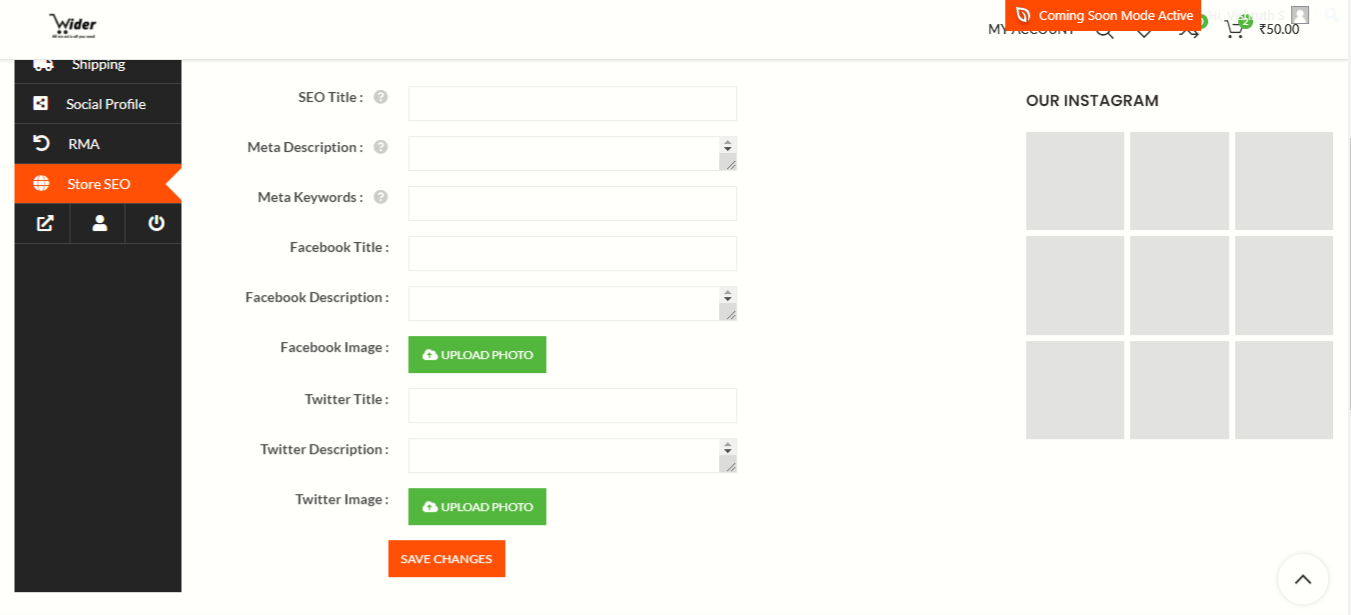 Wider
Coming Soon Mode Active
MY ACCOUNT
2
₹50.00
Shipping
Social Profile
RMA
Store SEO
SEO Title :
Meta Description :
Meta Keywords :
Facebook Title :
Facebook Description :
Facebook Image :
UPLOAD PHOTO
Twitter Title :
Twitter Description :
Twitter Image :
UPLOAD PHOTO
SAVE CHANGES
OUR INSTAGRAM